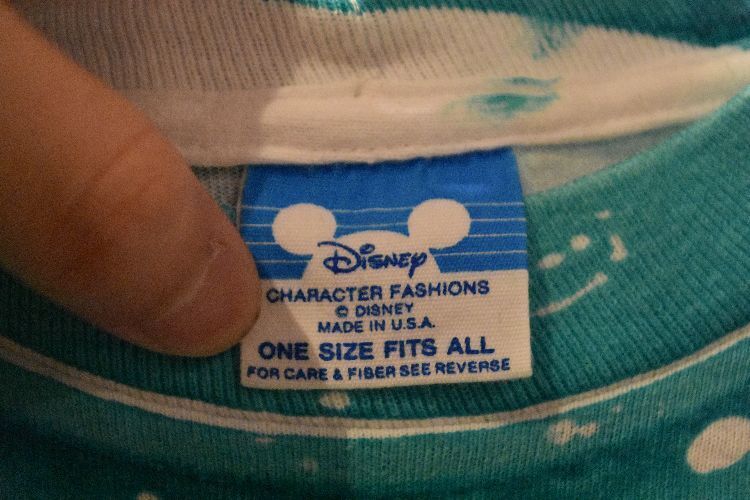 Disney
CHARACTER FASHIONS
© DISNEY
MADE IN U.S.A.
ONE SIZE FITS ALL
FOR CARE & FIBER SEE REVERSE